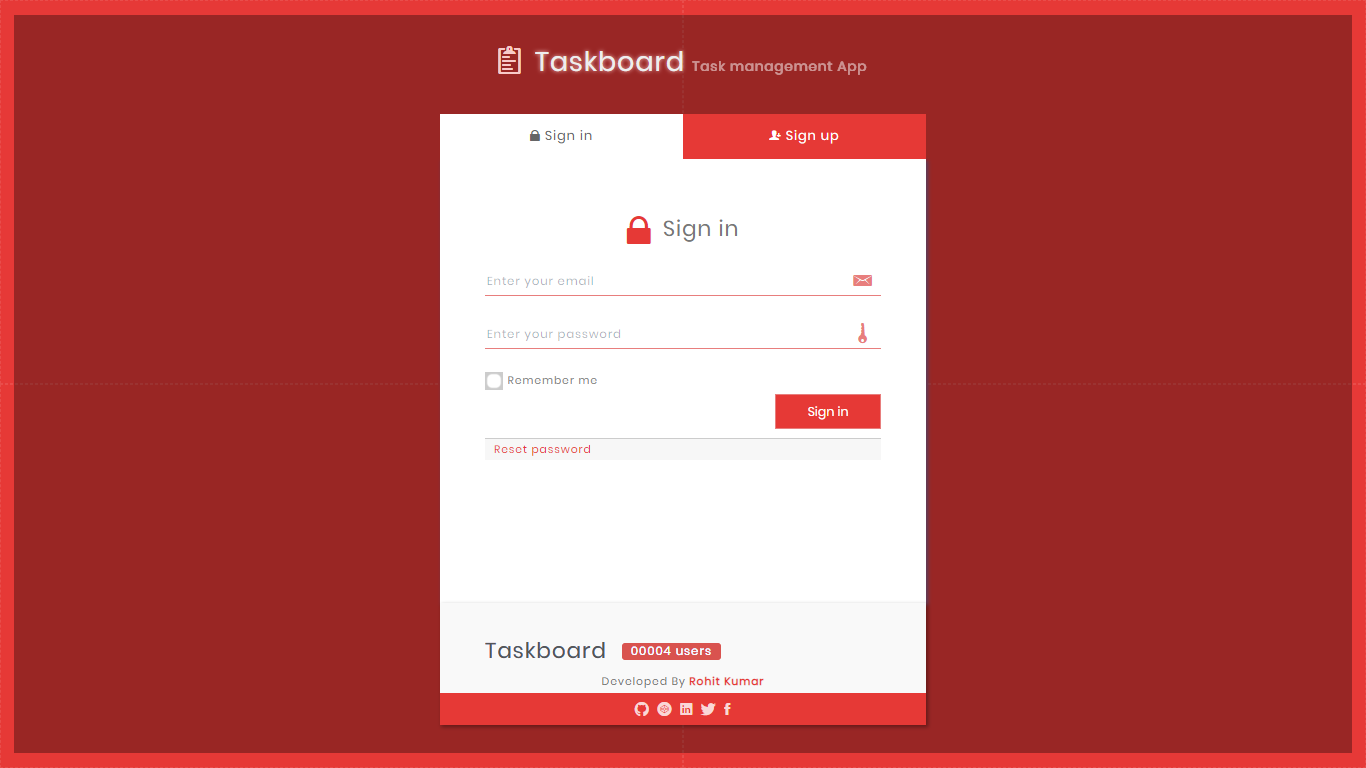 Taskboard Task management App
Sign in Sign up
Sign in
Enter your email
Enter your password
Remember me
Sign in
Reset password
Taskboard 00004 users
Developed By Rohit Kumar